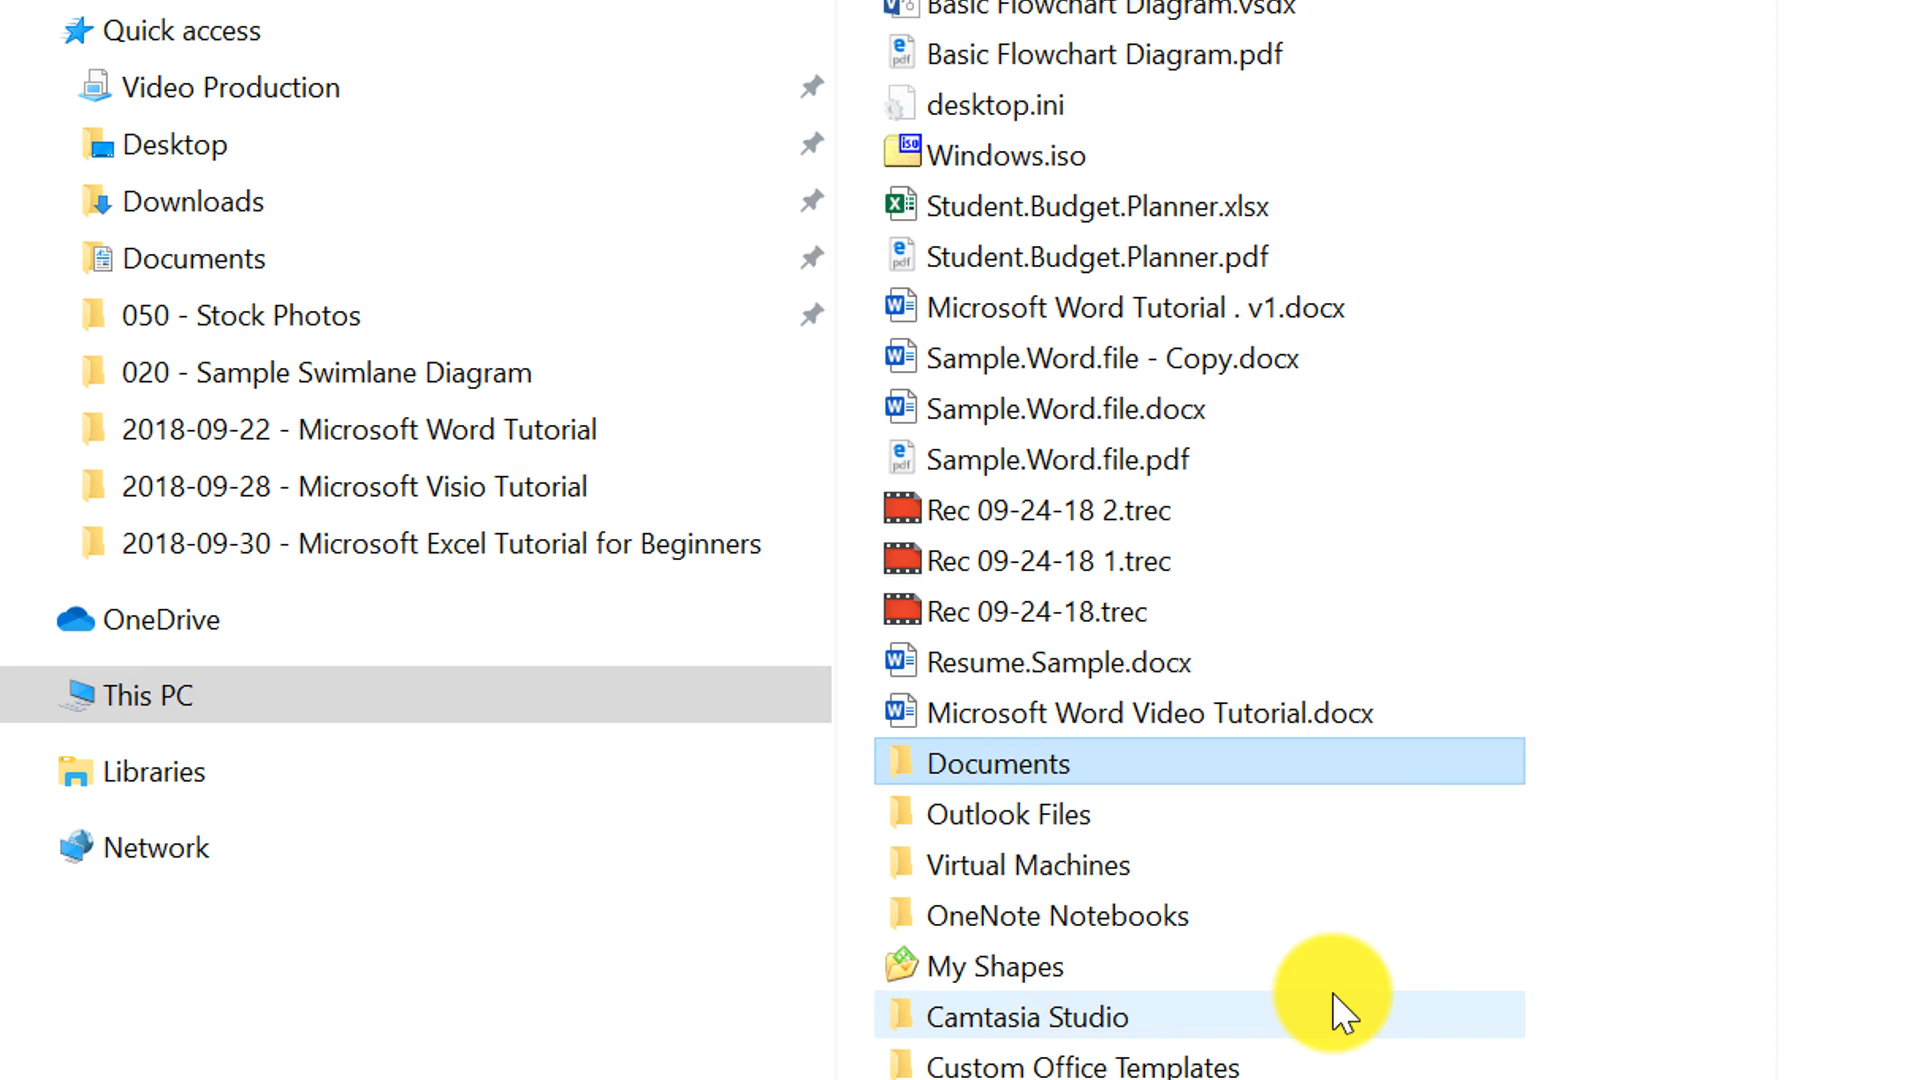 Quick access
Video Production
Desktop
Downloads
Documents
050 - Stock Photos
020 - Sample Swimlane Diagram
2018-09-22 - Microsoft Word Tutorial
2018-09-28 - Microsoft Visio Tutorial
2018-09-30 - Microsoft Excel Tutorial for Beginners
OneDrive
This PC
Libraries
Network
Basic Flowchart Diagram.vsdx
Basic Flowchart Diagram.pdf
desktop.ini
Windows.iso
Student.Budget.Planner.xlsx
Student.Budget.Planner.pdf
Microsoft Word Tutorial . v1.docx
Sample.Word.file - Copy.docx
Sample.Word.file.docx
Sample.Word.file.pdf
Rec 09-24-18 2.trec
Rec 09-24-18 1.trec
Rec 09-24-18.trec
Resume.Sample.docx
Microsoft Word Video Tutorial.docx
Documents
Outlook Files
Virtual Machines
OneNote Notebooks
My Shapes
Camtasia Studio
Custom Office Templates